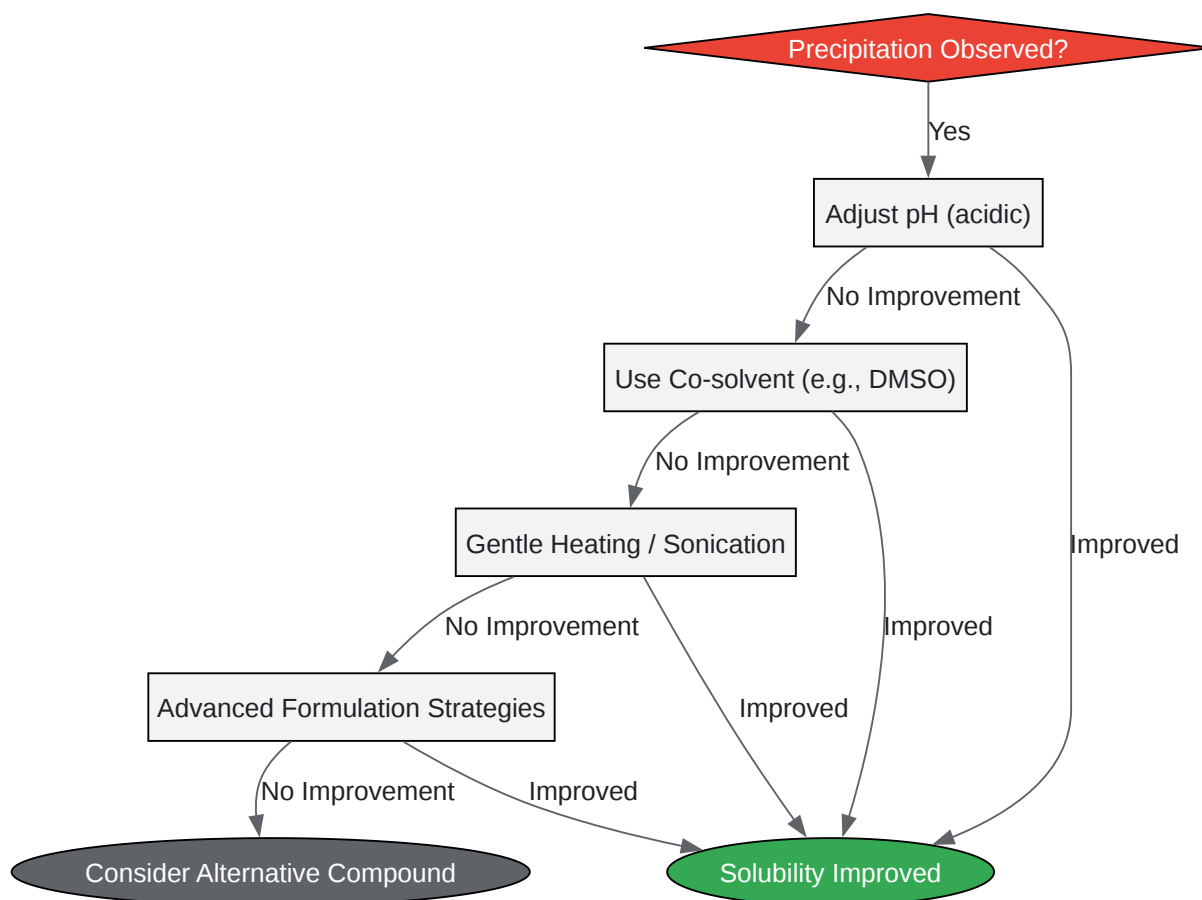 Precipitation Observed?
Yes
Adjust pH (acidic)
No Improvement
Use Co-solvent (e.g., DMSO)
No Improvement
Gentle Heating / Sonication
Improved
No Improvement
Improved
Advanced Formulation Strategies
Improved
No Improvement
Improved
Consider Alternative Compound
Solubility Improved